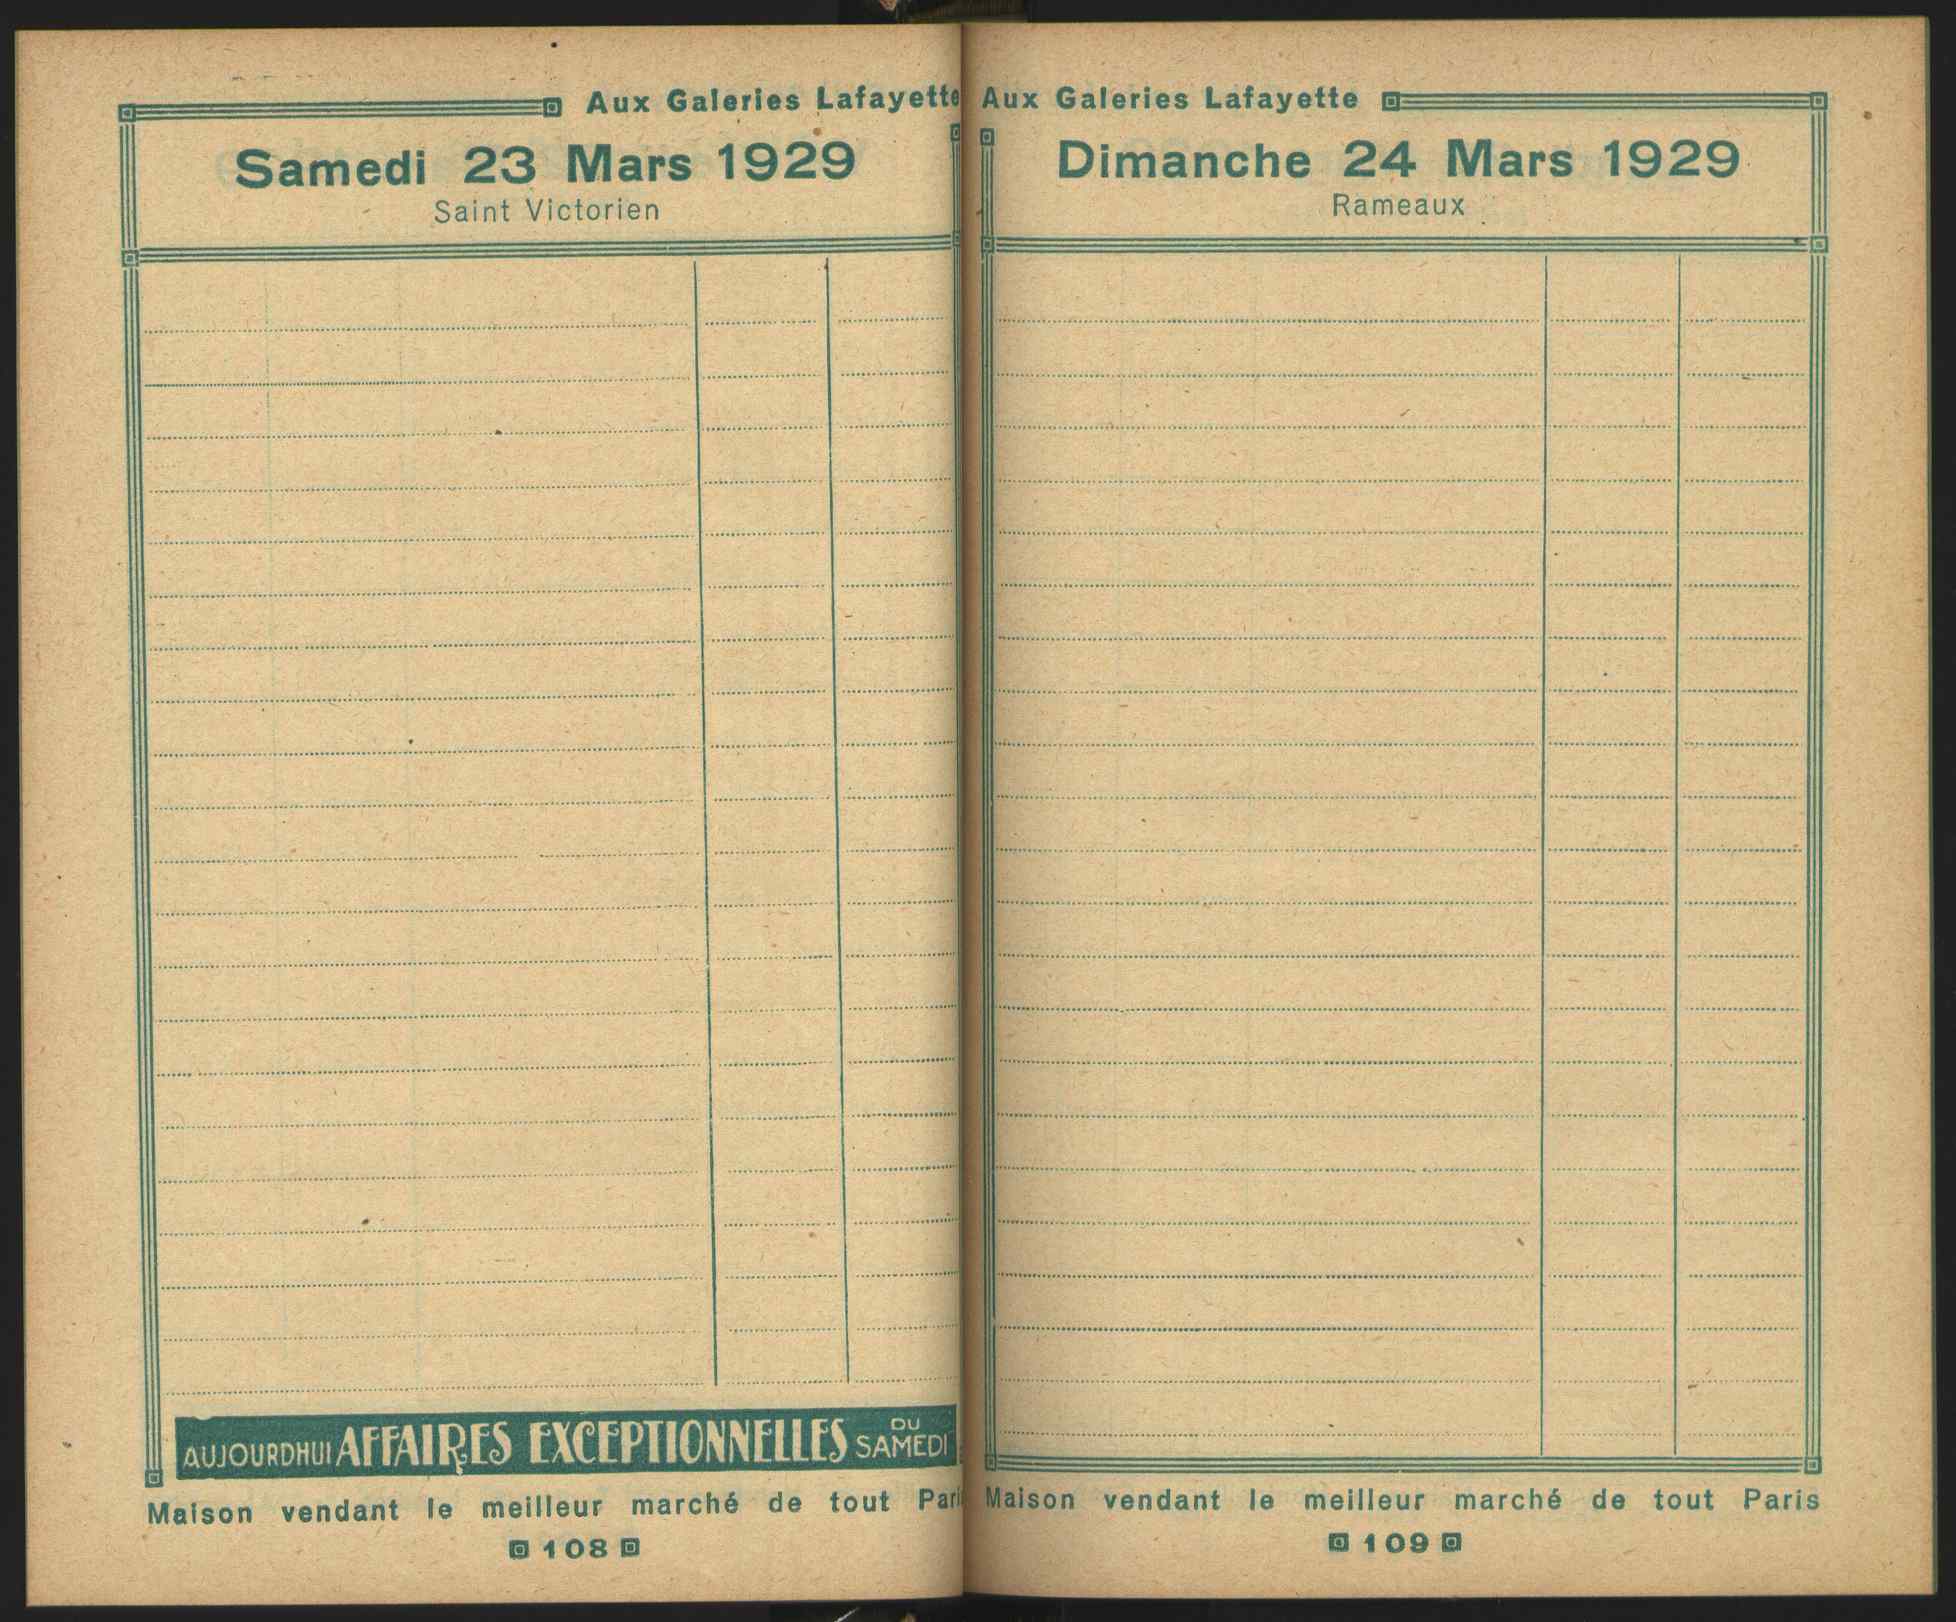 Aux Galeries Lafayette
Samedi 23 Mars 1929
Saint Victorien
AUJOURDHUI AFFAIRES EXCEPTIONNELLES DU SAMEDI
Maison vendant le meilleur marché de tout Pari
108
Aux Galeries Lafayette
Dimanche 24 Mars 1929
Rameaux
Maison vendant le meilleur marché de tout Paris
109